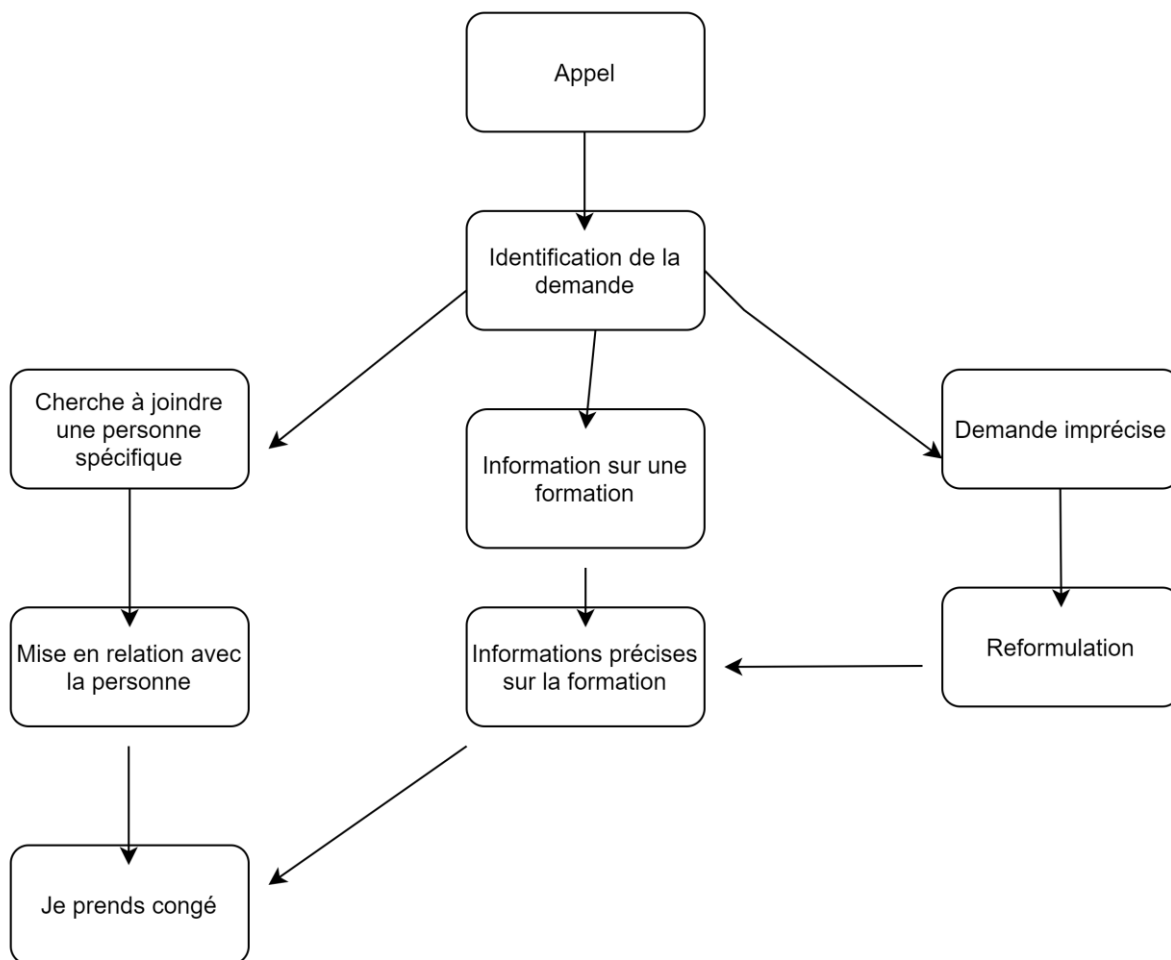 Appel
Identification de la
demande
Cherche à joindre
une personne
spécifique
Information sur une
formation
Demande imprécise
Mise en relation avec
la personne
Informations précises
sur la formation
Reformulation
Je prends congé